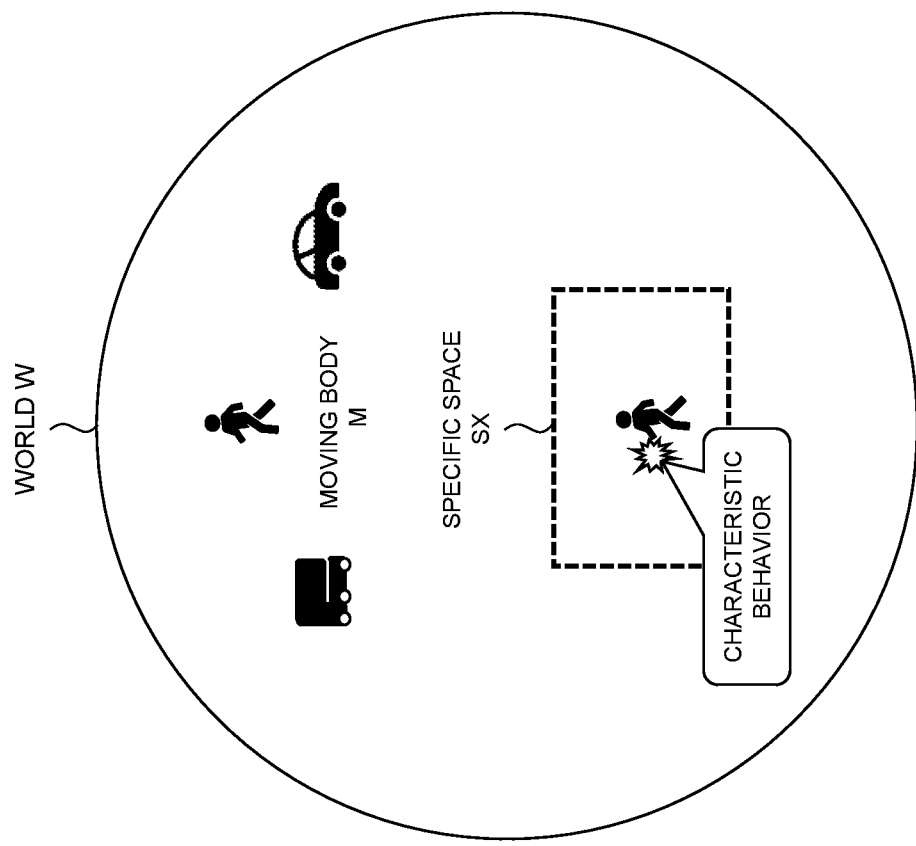 WORLD W
MOVING BODY
M
SPECIFIC SPACE
SX
CHARACTERISTIC
BEHAVIOR